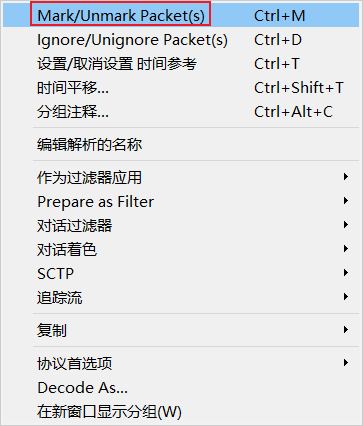 Mark/Unmark Packet(s) Ctrl+M
Ignore/Unignore Packet(s) Ctrl+D
设置/取消设置 时间参考 Ctrl+T
时间平移... Ctrl+Shift+T
分组注释... Ctrl+Alt+C
编辑解析的名称
作为过滤器应用
Prepare as Filter
对话过滤器
对话着色
SCTP
追踪流
复制
协议首选项
Decode As...
在新窗口显示分组(W)